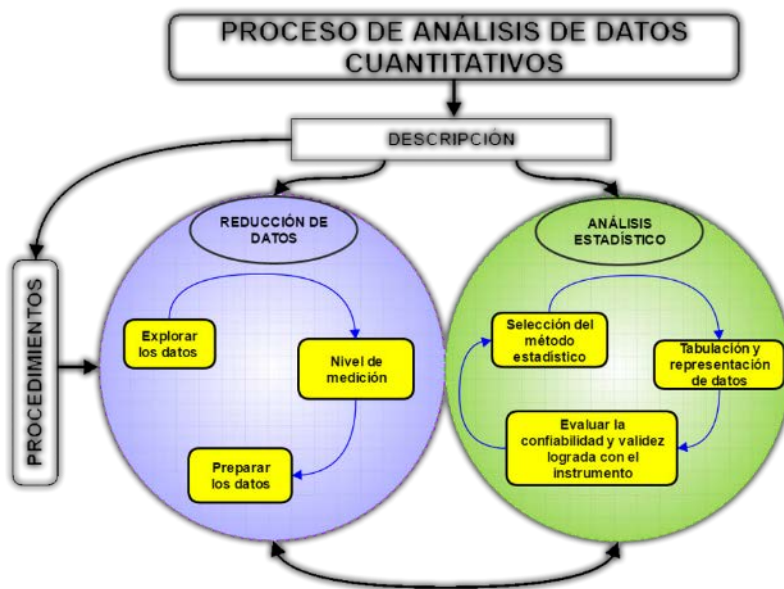 PROCESO DE ANÁLISIS DE DATOS
CUANTITATIVOS
DESCRIPCIÓN
PROCEDIMIENTOS
REDUCCIÓN DE
DATOS
Explorar
los datos
Nivel de
medición
Preparar
los datos
ANÁLISIS
ESTADÍSTICO
Selección del
método
estadístico
Tabulación y
representación
de datos
Evaluar la
confiabilidad y validez
lograda con el
instrumento